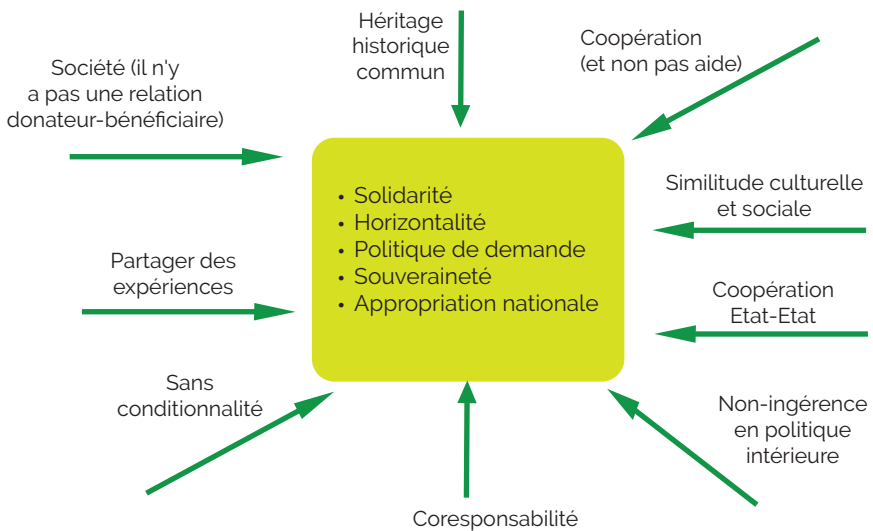 Héritage
historique
commun
Coopération
(et non pas aide)
Société (il n'y
a pas une relation
donateur-bénéficiaire)
• Solidarité
• Horizontalité
• Politique de demande
• Souveraineté
• Appropriation nationale
Similitude culturelle
et sociale
Partager des
expériences
Coopération
Etat-Etat
Sans
conditionnalité
Non-ingérence
en politique
intérieure
Coresponsabilité